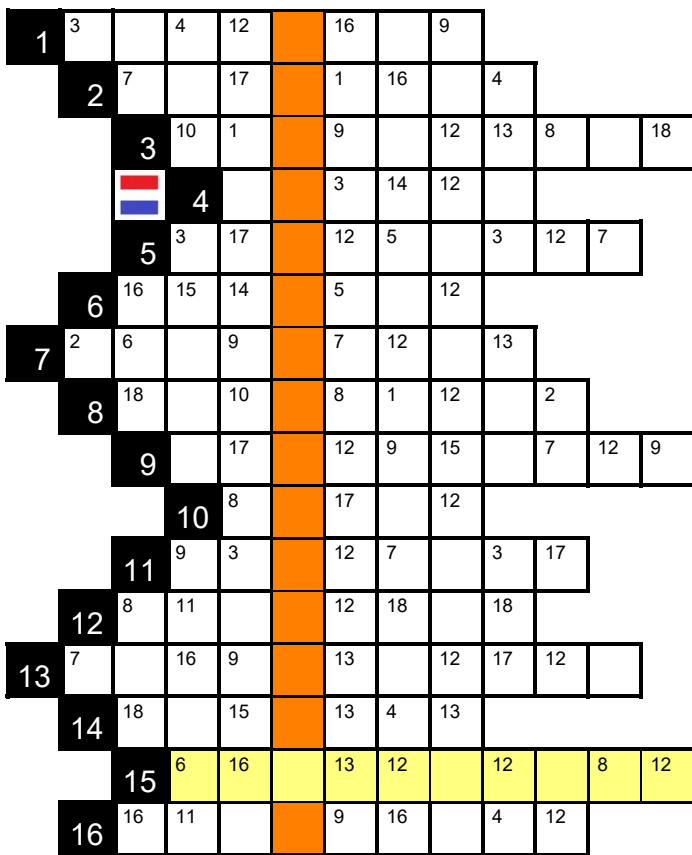 1 3 4 12 16 9
2 7 17 1 16 4
3 10 1 9 12 13 8 18
4 3 14 12
5 3 17 12 5 3 12 7
6 16 15 14 5 12
7 2 6 9 7 12 13
8 18 10 8 1 12 2
9 17 12 9 15 7 12 9
10 8 17 12
11 9 3 12 7 3 17
12 8 11 12 18 18
13 7 16 9 13 12 17 12
14 18 15 13 4 13
15 6 16 13 12 12 8 12
16 16 11 9 16 4 12